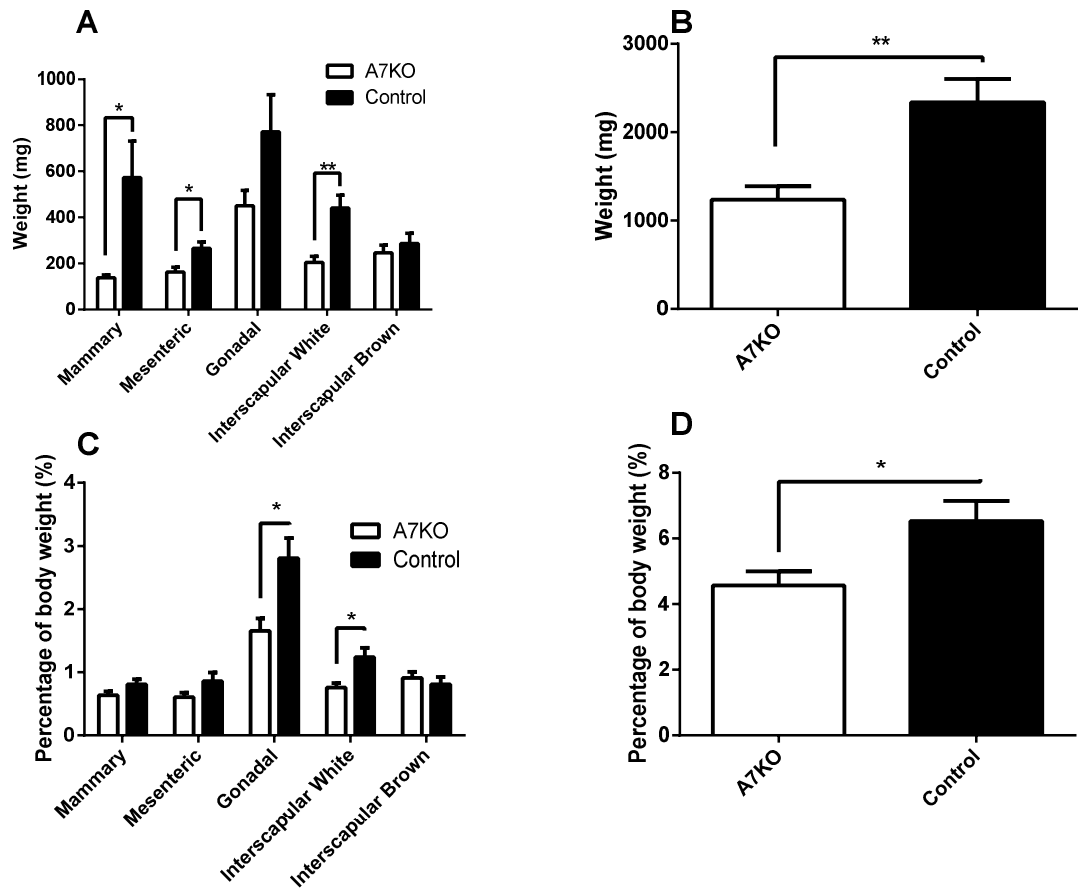 A
A7KO
Control
Weight (mg)
1000
800
600
400
200
0
*
*
**
Mammary
Mesenteric
Gonadal
Interscapular White
Interscapular Brown
B
Weight (mg)
3000
2000
1000
0
**
A7KO
Control
C
A7KO
Control
Percentage of body weight (%)
4
3
2
1
0
*
*
Mammary
Mesenteric
Gonadal
Interscapular White
Interscapular Brown
D
Percentage of body weight (%)
8
6
4
2
0
*
A7KO
Control